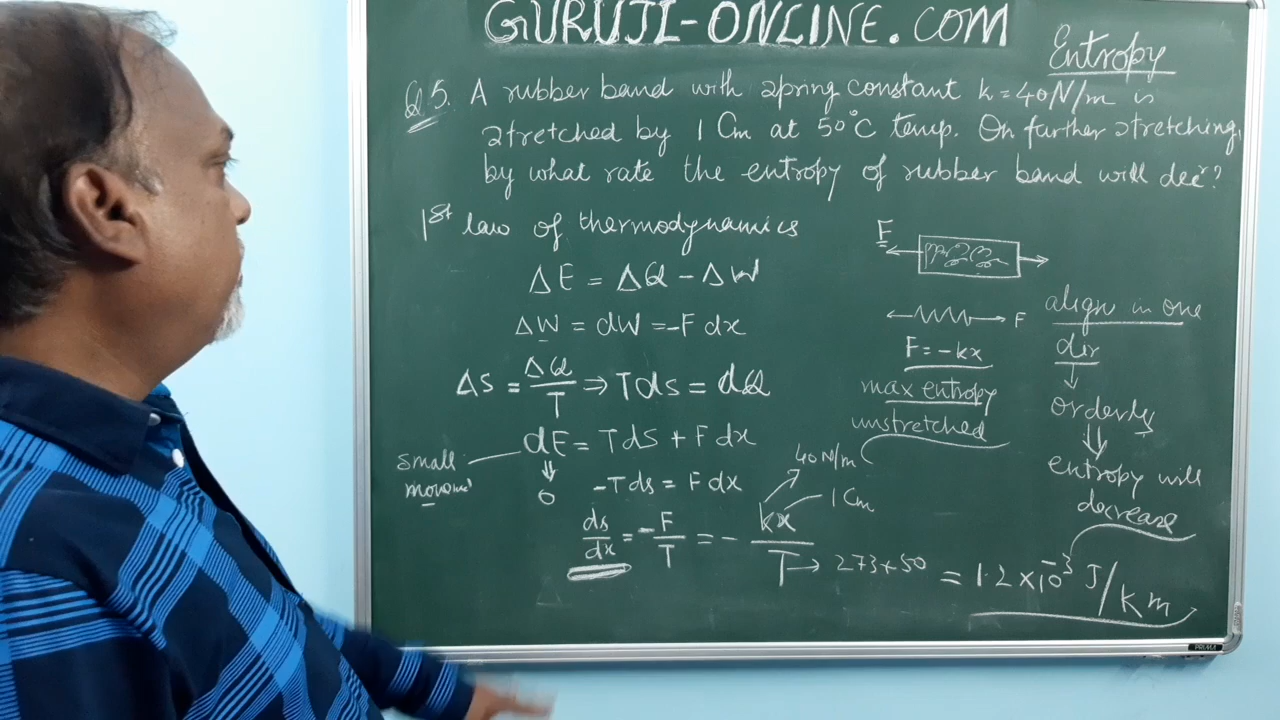 GURUJI-ONLINE.COM
Entropy
Q5. A rubber band with spring constant k = 40 N/m is
stretched by 1 Cm at 50°C temp. On further stretching,
by what rate the entropy of rubber band will decr?
1st law of thermodynamics
ΔE = ΔQ - ΔW
ΔW = dW = -F dx
ΔS = ΔQ/T ⇒ Tds = dQ
dE = TdS + F dx
small
⇓
0
-Tds = F dx
ds/dx = -F/T = - kx/T → 273+50 = 1.2 × 10⁻³ J/Km
40 N/m
1 Cm
F
F
F = -kx
max entropy
unstretched
align in one
dir
↓
orderly
⇓
entropy will
decrease
PRIMA